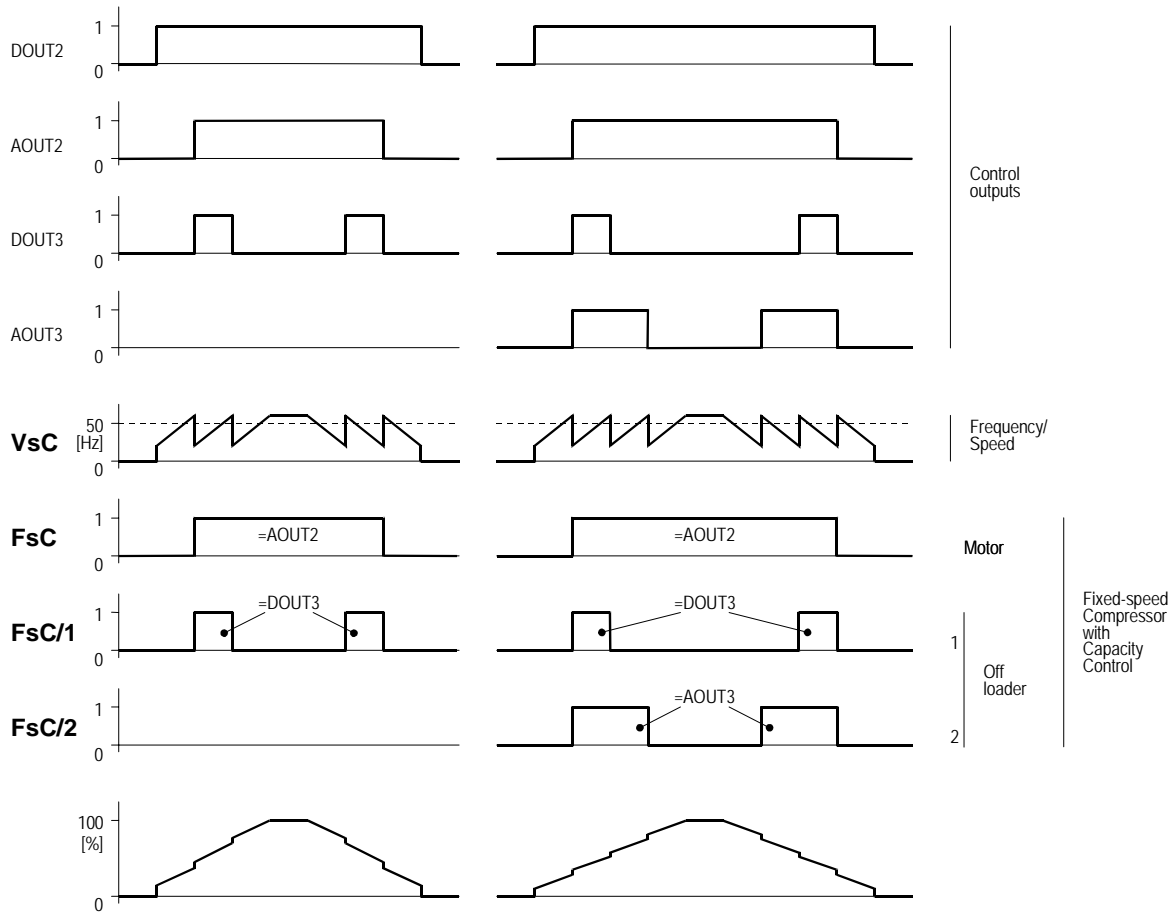 1
DOUT2
0
1
AOUT2
0
Control
outputs
1
DOUT3
0
1
AOUT3
0
50
VsC [Hz]
0
Frequency/
Speed
1
FsC =AOUT2 =AOUT2
0
Motor
1
FsC/1 =DOUT3 =DOUT3
0
1
Fixed-speed
Compressor
with
Capacity
Control
Off
loader
1
FsC/2 =AOUT3 =AOUT3
0
2
100
[%]
0